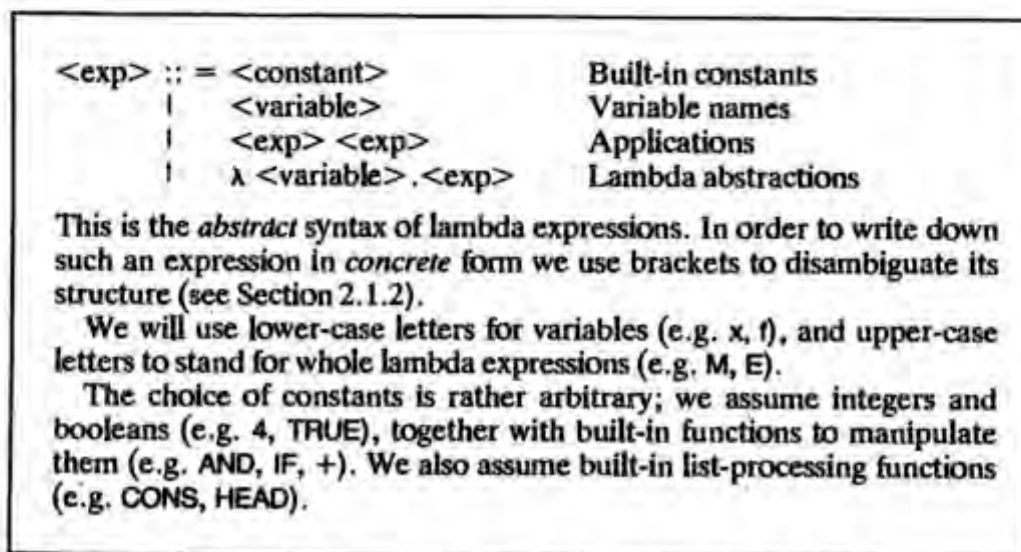 <exp> :: = <constant> Built-in constants
| <variable> Variable names
| <exp> <exp> Applications
| λ <variable>.<exp> Lambda abstractions
This is the abstract syntax of lambda expressions. In order to write down
such an expression in concrete form we use brackets to disambiguate its
structure (see Section 2.1.2).
We will use lower-case letters for variables (e.g. x, f), and upper-case
letters to stand for whole lambda expressions (e.g. M, E).
The choice of constants is rather arbitrary; we assume integers and
booleans (e.g. 4, TRUE), together with built-in functions to manipulate
them (e.g. AND, IF, +). We also assume built-in list-processing functions
(e.g. CONS, HEAD).